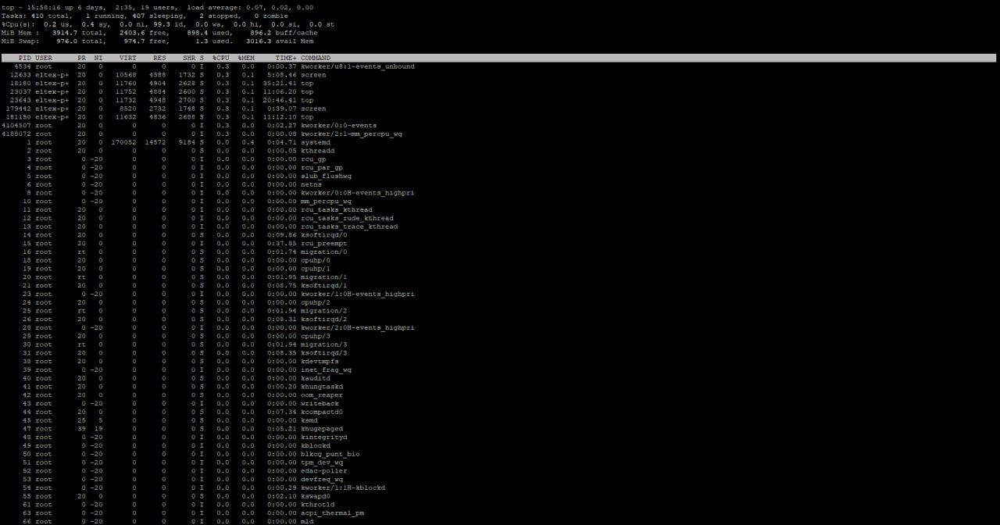 top - 15:58:16 up 6 days,  2:35, 19 users,  load average: 0.07, 0.02, 0.00
Tasks: 410 total,   1 running, 407 sleeping,   2 stopped,   0 zombie
%Cpu(s):  0.2 us,  0.4 sy,  0.0 ni, 99.3 id,  0.0 wa,  0.0 hi,  0.0 si,  0.0 st
MiB Mem :   3914.7 total,   2403.6 free,    898.4 used,    896.2 buff/cache
MiB Swap:    976.0 total,    974.7 free,      1.3 used.   3016.3 avail Mem
PID USER PR NI VIRT RES SHR S %CPU %MEM TIME+ COMMAND
4534 root 20 0 0 0 0 I 0.3 0.0 0:00.37 kworker/u8:1-events_unbound
12633 eltex-p+ 20 0 10568 4588 1732 S 0.3 0.1 5:08.46 screen
18180 eltex-p+ 20 0 11760 4904 2628 S 0.3 0.1 35:21.41 top
23037 eltex-p+ 20 0 11752 4884 2600 S 0.3 0.1 11:06.20 top
23643 eltex-p+ 20 0 11732 4948 2700 S 0.3 0.1 20:46.41 top
179442 eltex-p+ 20 0 8520 2732 1748 S 0.3 0.1 0:39.07 screen
181150 eltex-p+ 20 0 11632 4836 2688 S 0.3 0.1 11:12.10 top
4104507 root 20 0 0 0 0 I 0.3 0.0 0:02.27 kworker/0:0-events
4188072 root 20 0 0 0 0 I 0.3 0.0 0:00.08 kworker/2:1-mm_percpu_wq
1 root 20 0 170052 14572 9184 S 0.0 0.4 0:04.71 systemd
2 root 20 0 0 0 0 S 0.0 0.0 0:00.05 kthreadd
3 root 0 -20 0 0 0 I 0.0 0.0 0:00.00 rcu_gp
4 root 0 -20 0 0 0 I 0.0 0.0 0:00.00 rcu_par_gp
5 root 0 -20 0 0 0 I 0.0 0.0 0:00.00 slub_flushwq
6 root 0 -20 0 0 0 I 0.0 0.0 0:00.00 netns
8 root 0 -20 0 0 0 I 0.0 0.0 0:00.00 kworker/0:0H-events_highpri
10 root 0 -20 0 0 0 I 0.0 0.0 0:00.00 mm_percpu_wq
11 root 20 0 0 0 0 I 0.0 0.0 0:00.00 rcu_tasks_kthread
12 root 20 0 0 0 0 I 0.0 0.0 0:00.00 rcu_tasks_rude_kthread
13 root 20 0 0 0 0 I 0.0 0.0 0:00.00 rcu_tasks_trace_kthread
14 root 20 0 0 0 0 S 0.0 0.0 0:09.86 ksoftirqd/0
15 root 20 0 0 0 0 I 0.0 0.0 0:37.85 rcu_preempt
16 root rt 0 0 0 0 S 0.0 0.0 0:01.74 migration/0
18 root 20 0 0 0 0 S 0.0 0.0 0:00.00 cpuhp/0
19 root 20 0 0 0 0 S 0.0 0.0 0:00.00 cpuhp/1
20 root rt 0 0 0 0 S 0.0 0.0 0:01.95 migration/1
21 root 20 0 0 0 0 S 0.0 0.0 0:08.75 ksoftirqd/1
23 root 0 -20 0 0 0 I 0.0 0.0 0:00.00 kworker/1:0H-events_highpri
24 root 20 0 0 0 0 S 0.0 0.0 0:00.00 cpuhp/2
25 root rt 0 0 0 0 S 0.0 0.0 0:01.94 migration/2
26 root 20 0 0 0 0 S 0.0 0.0 0:08.31 ksoftirqd/2
28 root 0 -20 0 0 0 I 0.0 0.0 0:00.00 kworker/2:0H-events_highpri
29 root 20 0 0 0 0 S 0.0 0.0 0:00.00 cpuhp/3
30 root rt 0 0 0 0 S 0.0 0.0 0:01.94 migration/3
31 root 20 0 0 0 0 S 0.0 0.0 0:08.35 ksoftirqd/3
38 root 20 0 0 0 0 S 0.0 0.0 0:00.00 kdevtmpfs
39 root 0 -20 0 0 0 I 0.0 0.0 0:00.00 inet_frag_wq
40 root 20 0 0 0 0 S 0.0 0.0 0:00.00 kauditd
41 root 20 0 0 0 0 S 0.0 0.0 0:00.20 khungtaskd
42 root 20 0 0 0 0 S 0.0 0.0 0:00.00 oom_reaper
43 root 0 -20 0 0 0 I 0.0 0.0 0:00.00 writeback
44 root 20 0 0 0 0 S 0.0 0.0 0:07.34 kcompactd0
45 root 25 5 0 0 0 S 0.0 0.0 0:00.00 ksmd
47 root 39 19 0 0 0 S 0.0 0.0 0:05.21 khugepaged
48 root 0 -20 0 0 0 I 0.0 0.0 0:00.00 kintegrityd
49 root 0 -20 0 0 0 I 0.0 0.0 0:00.00 kblockd
50 root 0 -20 0 0 0 I 0.0 0.0 0:00.00 blkcg_punt_bio
51 root 0 -20 0 0 0 I 0.0 0.0 0:00.00 tpm_dev_wq
52 root 0 -20 0 0 0 I 0.0 0.0 0:00.00 edac-poller
53 root 0 -20 0 0 0 I 0.0 0.0 0:00.00 devfreq_wq
54 root 0 -20 0 0 0 I 0.0 0.0 0:00.29 kworker/1:1H-kblockd
55 root 20 0 0 0 0 S 0.0 0.0 0:02.10 kswapd0
61 root 0 -20 0 0 0 I 0.0 0.0 0:00.00 kthrotld
63 root 0 -20 0 0 0 I 0.0 0.0 0:00.00 acpi_thermal_pm
66 root 0 -20 0 0 0 I 0.0 0.0 0:00.00 mld